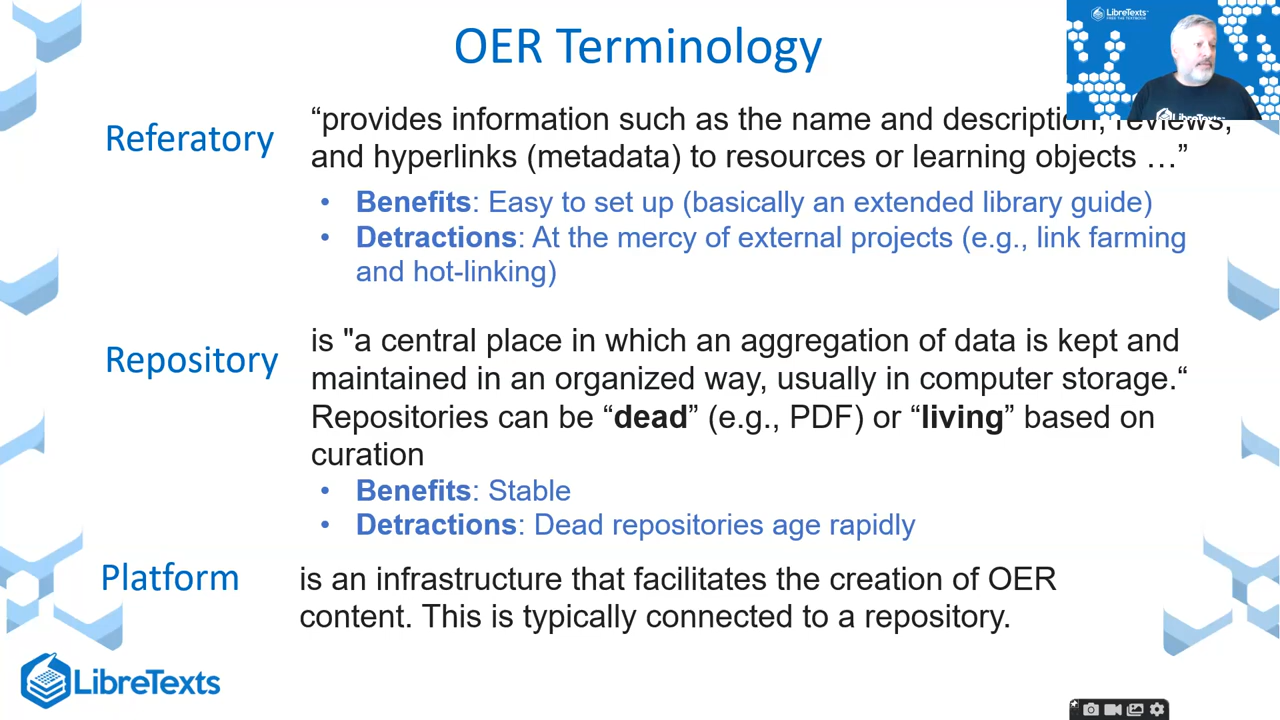 OER Terminology
LibreTexts
FREE THE TEXTBOOK
LibreTexts
Referatory
“provides information such as the name and description, reviews,
and hyperlinks (metadata) to resources or learning objects …”
• Benefits: Easy to set up (basically an extended library guide)
• Detractions: At the mercy of external projects (e.g., link farming
and hot-linking)
Repository
is "a central place in which an aggregation of data is kept and
maintained in an organized way, usually in computer storage.“
Repositories can be “dead” (e.g., PDF) or “living” based on
curation
• Benefits: Stable
• Detractions: Dead repositories age rapidly
Platform
is an infrastructure that facilitates the creation of OER
content. This is typically connected to a repository.
LibreTexts